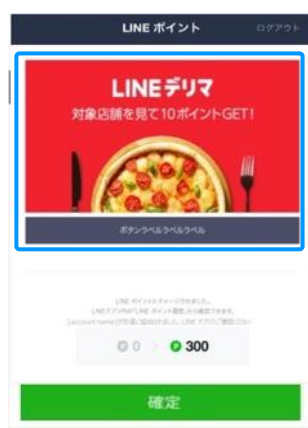 LINE ポイント
ログアウト
LINEデリマ
対象店舗を見て10ポイントGET!
ボタンラベルラベルラベル
LINE ポイントがチャージされました。
0 > 300
確定